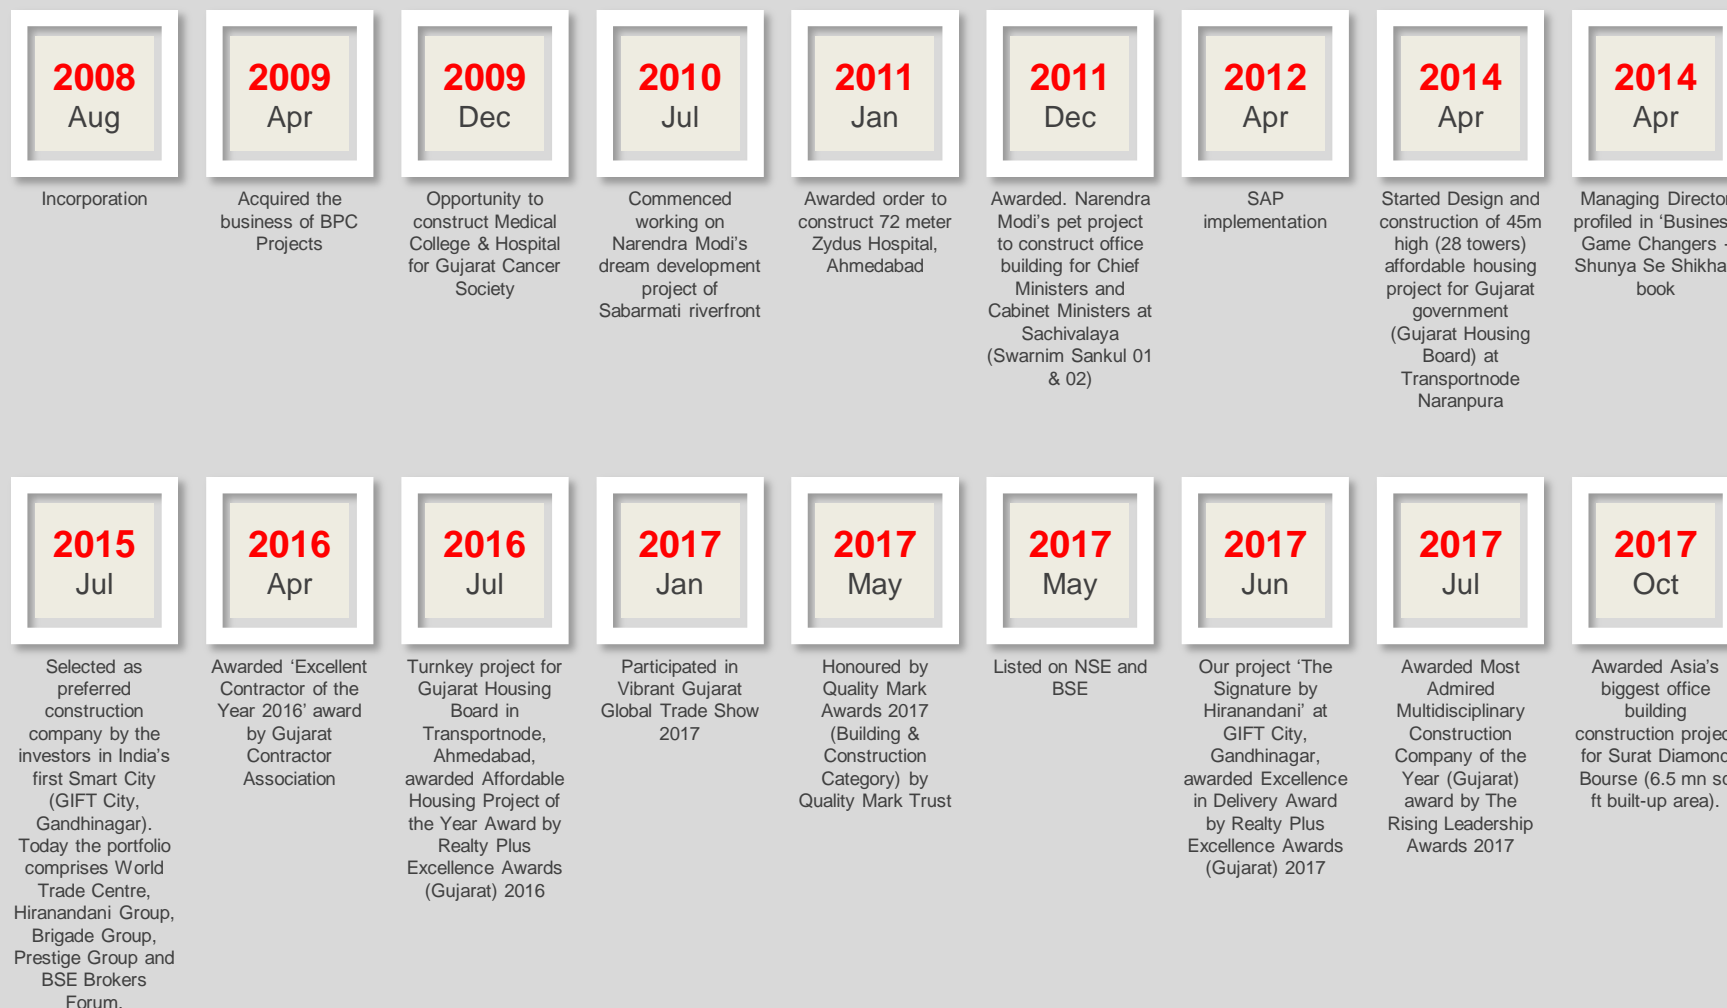 2008
Aug
Incorporation
2009
Apr
Acquired the
business of BPC
Projects
2009
Dec
Opportunity to
construct Medical
College & Hospital
for Gujarat Cancer
Society
2010
Jul
Commenced
working on
Narendra Modi's
dream development
project of
Sabarmati riverfront
2011
Jan
Awarded order to
construct 72 meter
Zydus Hospital,
Ahmedabad
2011
Dec
Awarded. Narendra
Modi's pet project
to construct office
building for Chief
Ministers and
Cabinet Ministers at
Sachivalaya
(Swarnim Sankul 01
& 02)
2012
Apr
SAP
implementation
2014
Apr
Started Design and
construction of 45m
high (28 towers)
affordable housing
project for Gujarat
government
(Gujarat Housing
Board) at
Transportnode
Naranpura
2014
Apr
Managing Director
profiled in 'Business
Game Changers -
Shunya Se
book
2015
Jul
Selected as
preferred
construction
company by the
investors in India's
first Smart City
(GIFT City,
Gandhinagar).
Today the portfolio
comprises World
Trade Centre,
Hiranandani Group,
Brigade Group,
Prestige Group and
BSE Brokers
Forum.
2016
Apr
Awarded 'Excellent
Contractor of the
Year 2016' award
by Gujarat
Contractor
Association
2016
Jul
Turnkey project for
Gujarat Housing
Board in
Transportnode,
Ahmedabad,
awarded Affordable
Housing Project of
the Year Award by
Realty Plus
Excellence Awards
(Gujarat) 2016
2017
Jan
Participated in
Vibrant Gujarat
Global Trade Show
2017
2017
May
Honoured by
Quality Mark
Awards 2017
(Building &
Construction
Category) by
Quality Mark Trust
2017
May
Listed on NSE and
BSE
2017
Jun
Our project 'The
Signature by
Hiranandani' at
GIFT City,
Gandhinagar,
awarded Excellence
in Delivery Award
by Realty Plus
Excellence Awards
(Gujarat) 2017
2017
Jul
Awarded Most
Admired
Multidisciplinary
Construction
Company of the
Year (Gujarat)
award by The
Rising Leadership
Awards 2017
2017
Oct
Awarded Asia's
biggest office
building
construction project
for Surat Diamond
Bourse (6.5 mn sq
ft built-up area).